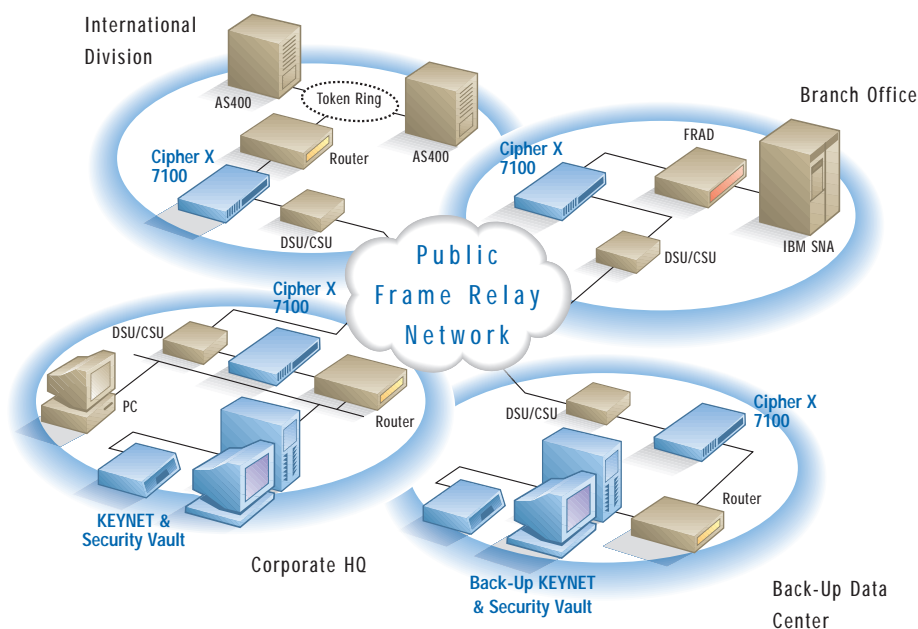 International
Division
AS400
Token Ring
AS400
Router
Cipher X
7100
DSU/CSU
Branch Office
FRAD
Cipher X
7100
IBM SNA
DSU/CSU
Public
Frame Relay
Network
Cipher X
7100
DSU/CSU
PC
Router
KEYNET &
Security Vault
Corporate HQ
DSU/CSU
Cipher X
7100
Router
Back-Up KEYNET
& Security Vault
Back-Up Data
Center